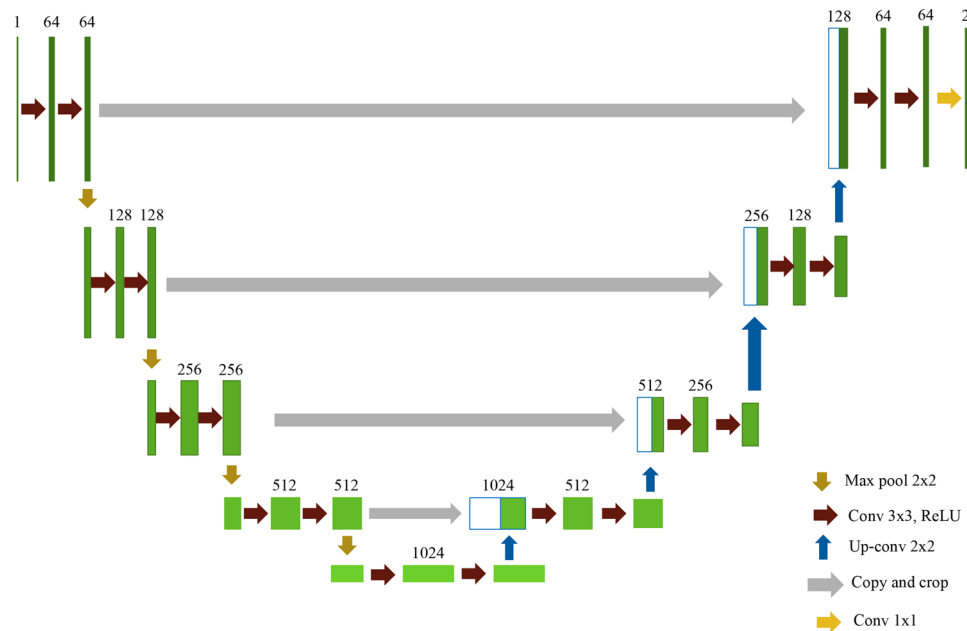 1 64 64
128 64 64 2
128 128
256 128
256 256
512 256
512 512
1024 512
1024
Max pool 2x2
Conv 3x3, ReLU
Up-conv 2x2
Copy and crop
Conv 1x1